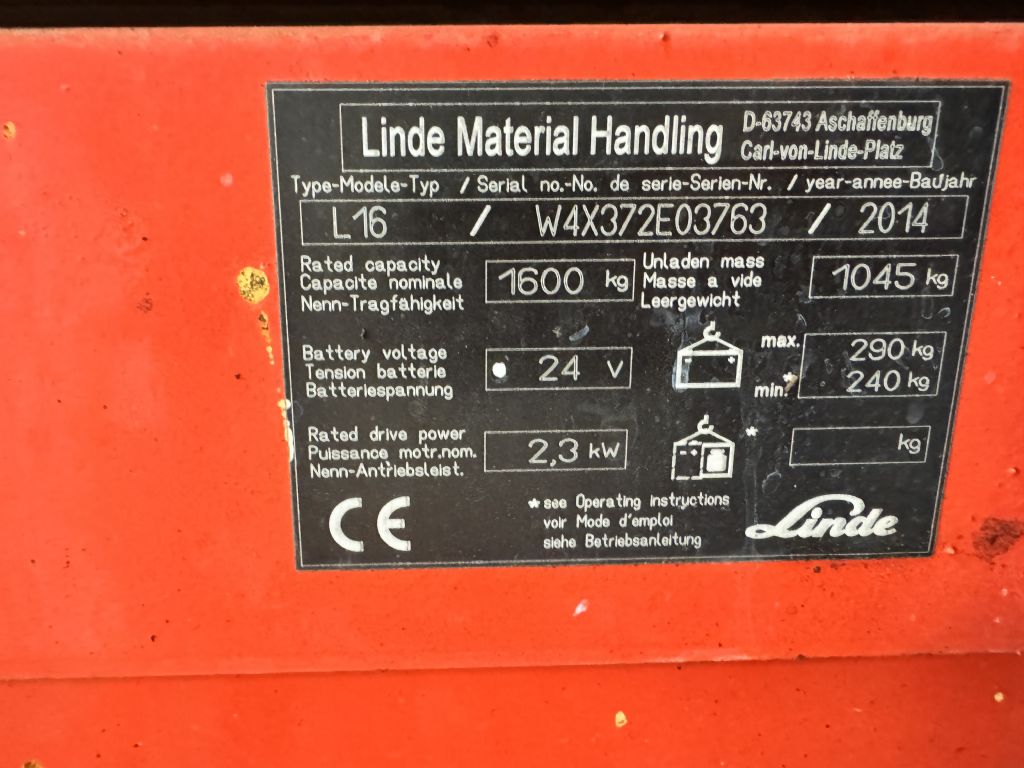 Linde Material Handling
D-63743 Aschaffenburg
Carl-von-Linde-Platz
Type-Modele-Typ / Serial no.-No. de serie-Serien-Nr. / year-annee-Baujahr
L16 / W4X372E03763 / 2014
Rated capacity
Capacite nominale
Nenn-Tragfähigkeit
1600 kg
Unladen mass
Masse a vide
Leergewicht
1045 kg
Battery voltage
Tension batterie
Batteriespannung
24 V
max. 290 kg
min.* 240 kg
Rated drive power
Puissance motr.nom.
Nenn-Antriebsleist.
2,3 kW
* kg
CE
* see Operating instructions
voir Mode d'emploi
siehe Betriebsanleitung
Linde